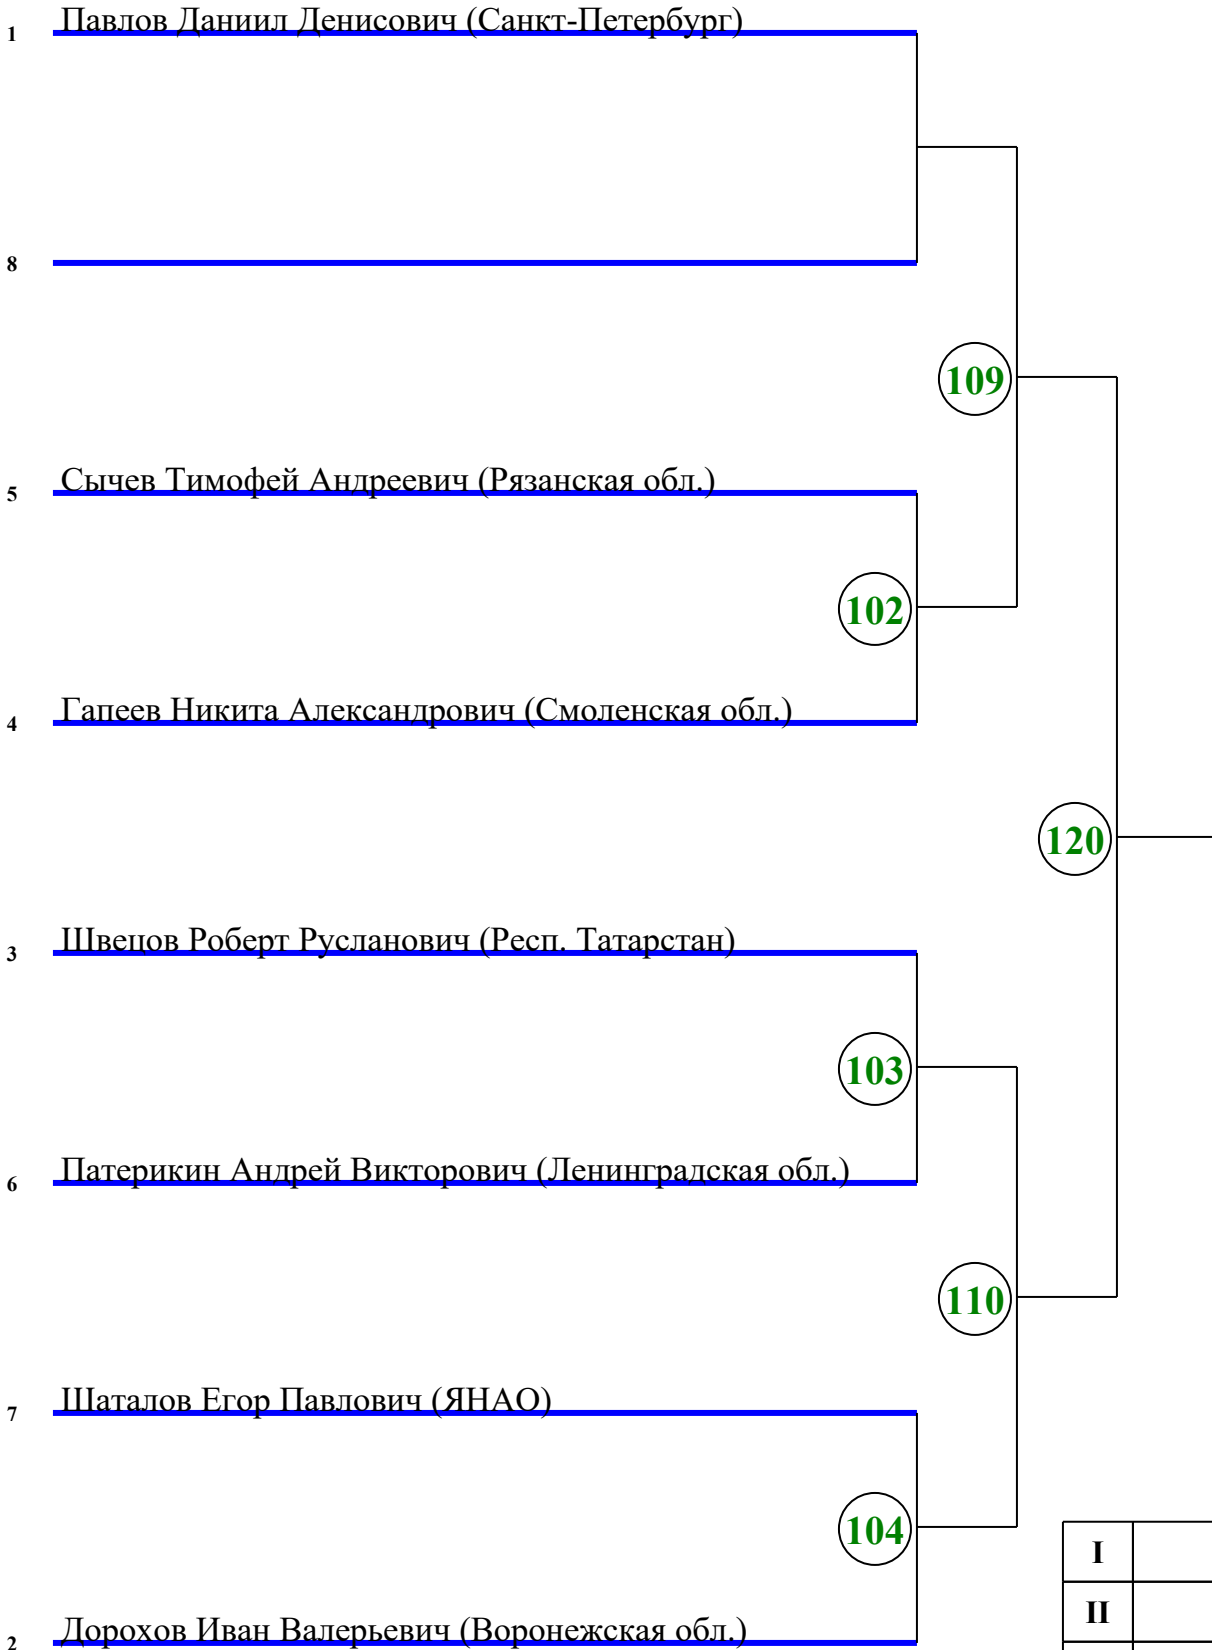 Павлов Даниил Денисович (Санкт-Петербург)
1
8
109
Сычев Тимофей Андреевич (Рязанская обл.)
5
102
Гапеев Никита Александрович (Смоленская обл.)
4
120
Швецов Роберт Русланович (Респ. Татарстан)
3
103
Патерикин Андрей Викторович (Ленинградская обл.)
6
110
Шаталов Егор Павлович (ЯНАО)
7
104
I
II
Дорохов Иван Валерьевич (Воронежская обл.)
2